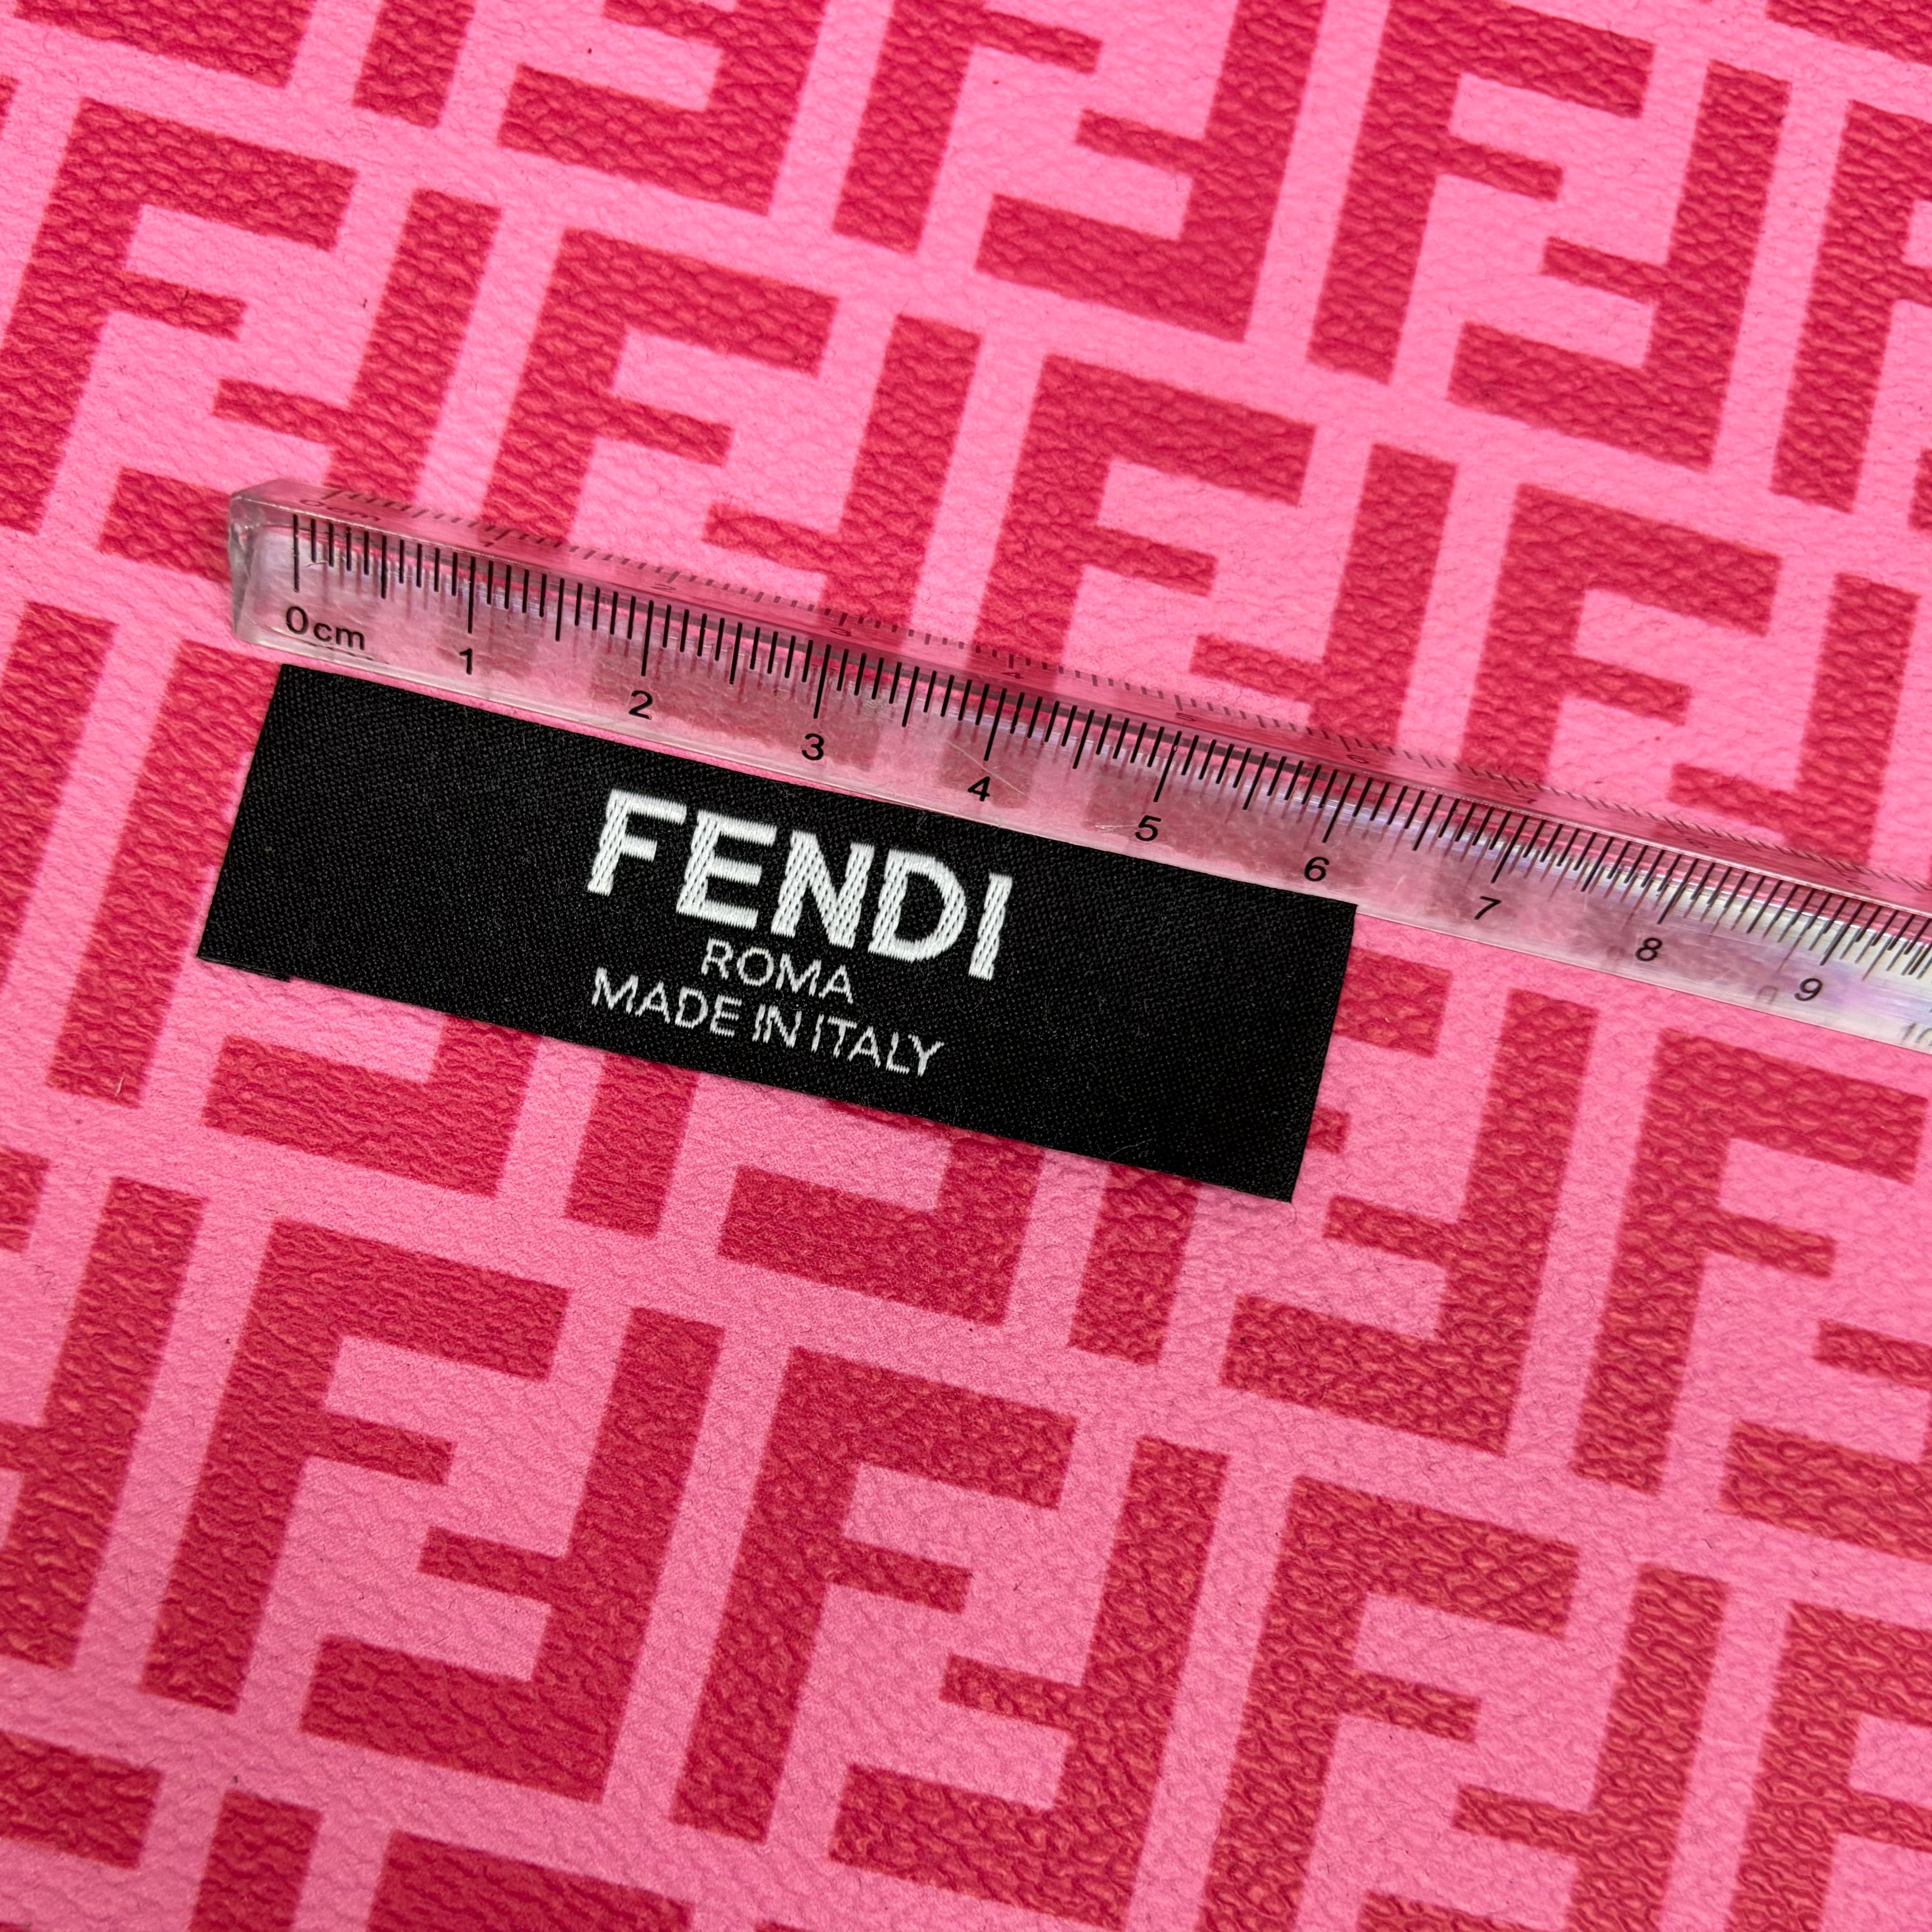 0cm 1 2 3 4 5 6 7 8 9
FENDI
ROMA
MADE IN ITALY